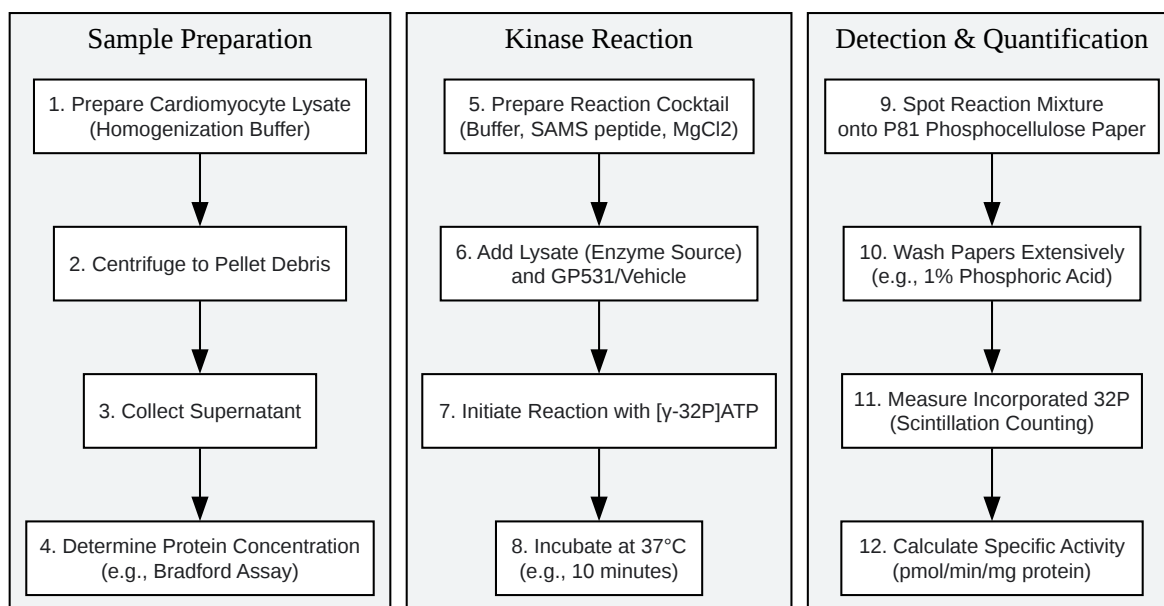 Sample Preparation
1. Prepare Cardiomyocyte Lysate
(Homogenization Buffer)
2. Centrifuge to Pellet Debris
3. Collect Supernatant
4. Determine Protein Concentration
(e.g., Bradford Assay)
Kinase Reaction
5. Prepare Reaction Cocktail
(Buffer, SAMS peptide, MgCl2)
6. Add Lysate (Enzyme Source)
and GP531/Vehicle
7. Initiate Reaction with [γ-32P]ATP
8. Incubate at 37°C
(e.g., 10 minutes)
Detection & Quantification
9. Spot Reaction Mixture
onto P81 Phosphocellulose Paper
10. Wash Papers Extensively
(e.g., 1% Phosphoric Acid)
11. Measure Incorporated 32P
(Scintillation Counting)
12. Calculate Specific Activity
(pmol/min/mg protein)